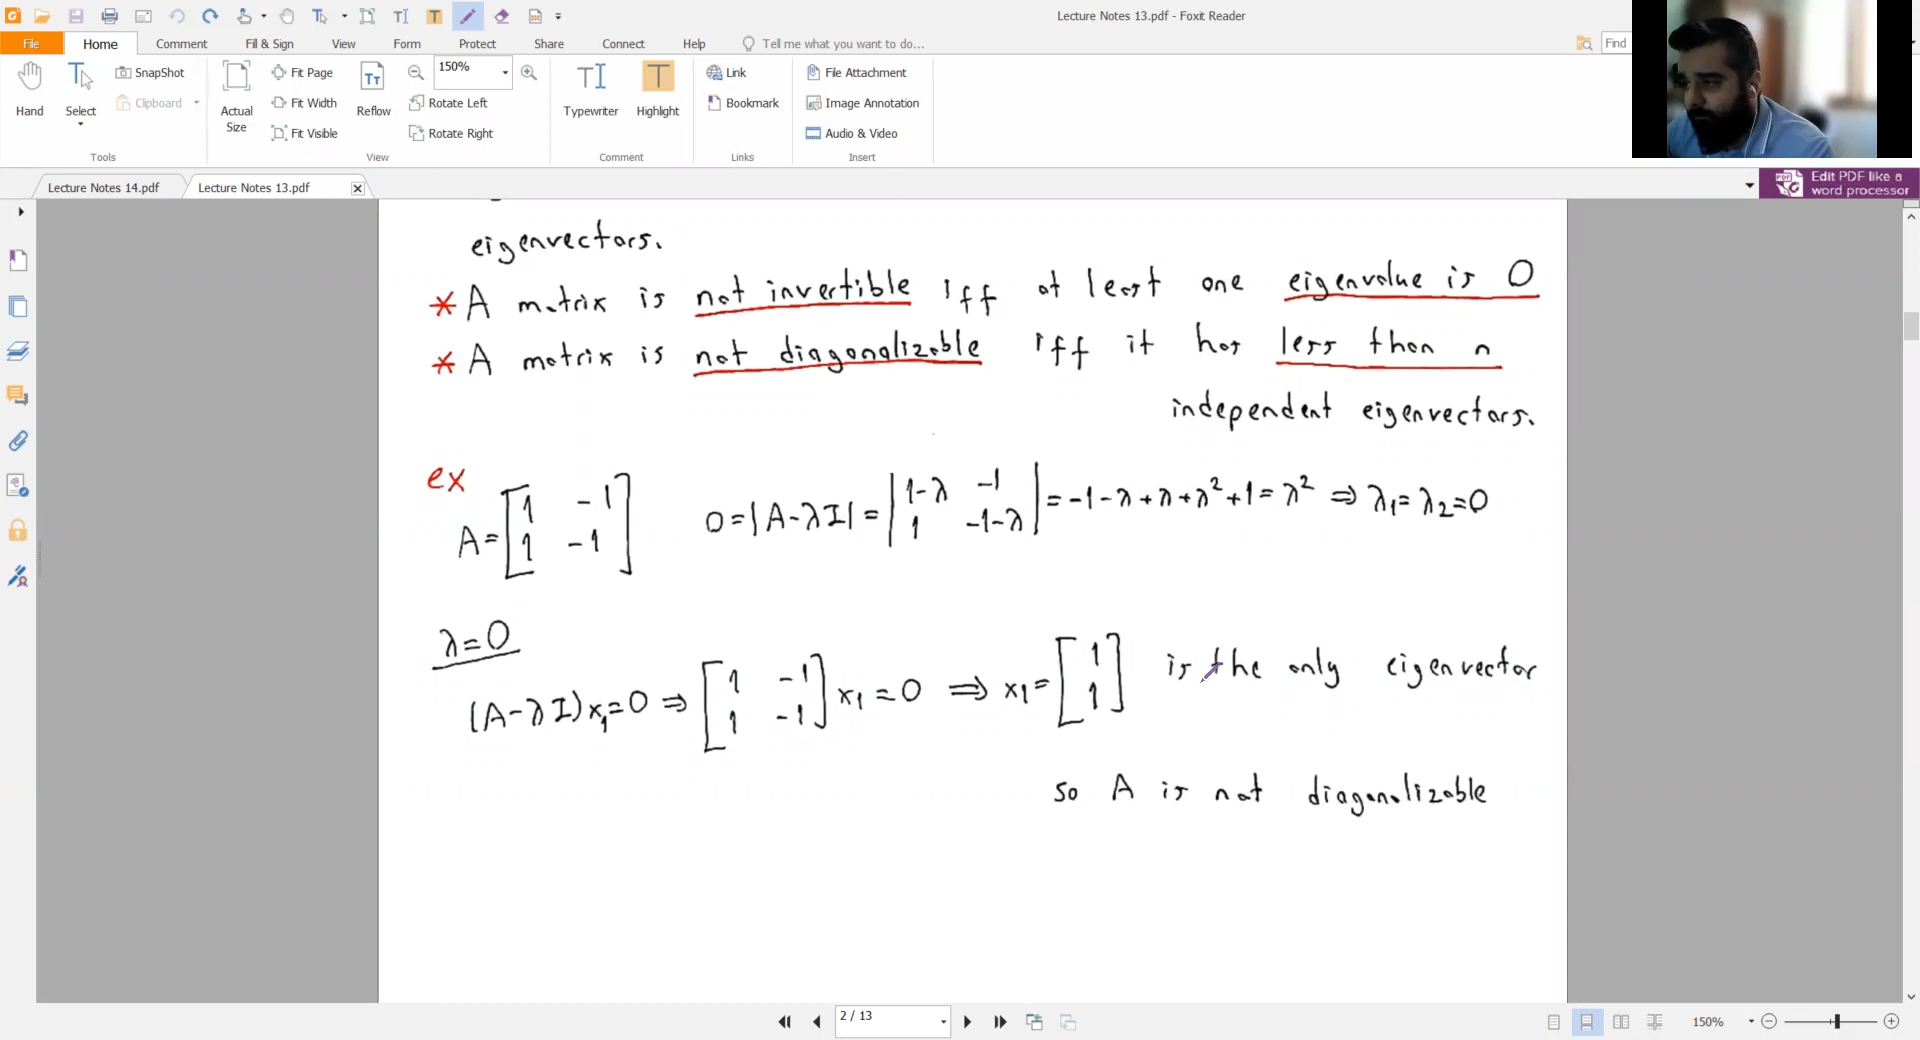 Lecture Notes 13.pdf - Foxit Reader
File Home Comment Fill & Sign View Form Protect Share Connect Help Tell me what you want to do... Find
Hand Select SnapShot Clipboard Tools
Actual Size Fit Page Fit Width Fit Visible Reflow 150% Rotate Left Rotate Right View
Typewriter Highlight Comment
Link Bookmark Links
File Attachment Image Annotation Audio & Video Insert
Lecture Notes 14.pdf Lecture Notes 13.pdf
Edit PDF like a
word processor
eigenvectors.
* A matrix is not invertible iff at least one eigenvalue is 0
* A matrix is not diagonalizable iff it has less than n
independent eigenvectors.
ex
A = [1 -1; 1 -1] 0 = |A-λI| = |1-λ -1; 1 -1-λ| = -1-λ+λ+λ²+1 = λ² ⇒ λ₁=λ₂=0
λ=0
(A-λI)x₁=0 ⇒ [1 -1; 1 -1] x₁=0 ⇒ x₁= [1; 1] is the only eigenvector
so A is not diagonalizable
2 / 13
150%